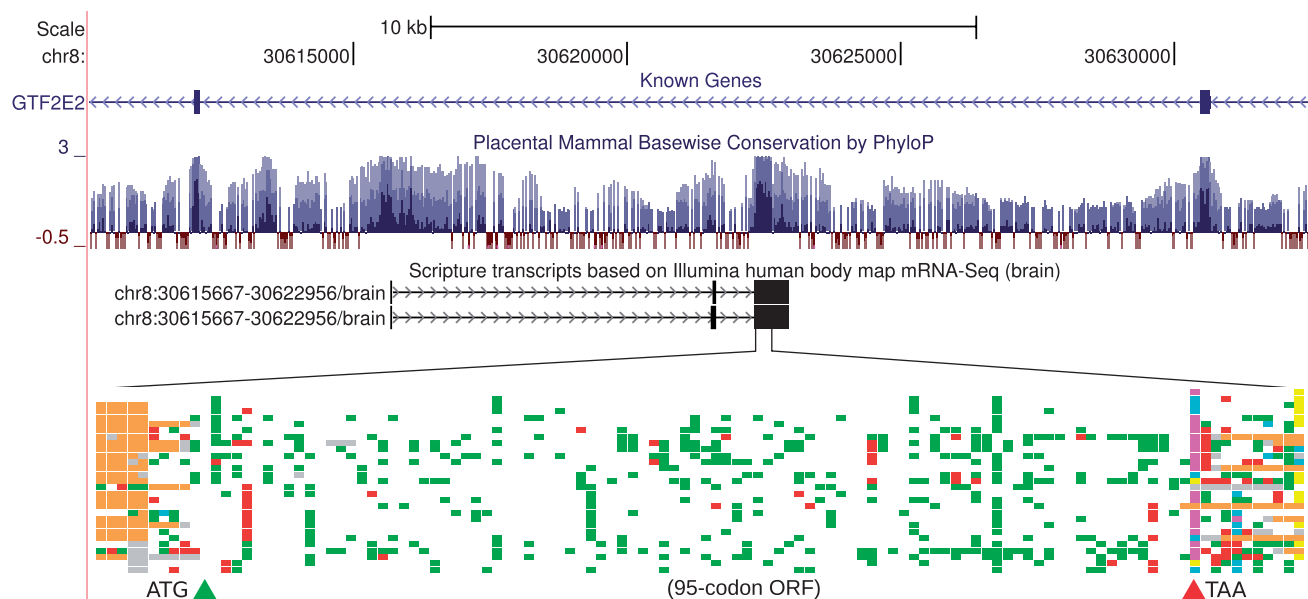 Scale 10 kb
chr8: 30615000 30620000 30625000 30630000
Known Genes
GTF2E2
Placental Mammal Basewise Conservation by PhyloP
3
-0.5
Scripture transcripts based on Illumina human body map mRNA-Seq (brain)
chr8:30615667-30622956/brain
chr8:30615667-30622956/brain
ATG (95-codon ORF) TAA